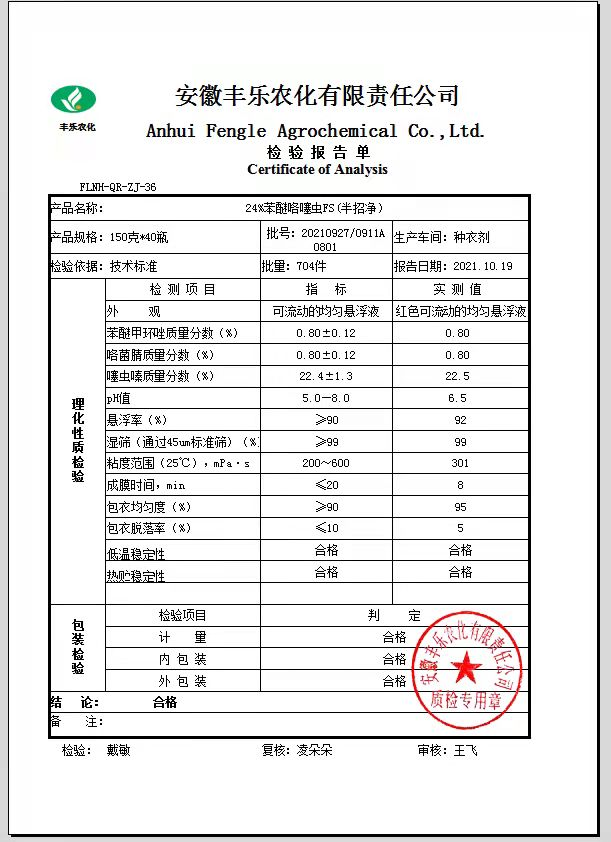 丰乐农化
安徽丰乐农化有限责任公司
Anhui Fengle Agrochemical Co.,Ltd.
检验报告单
Certificate of Analysis
FLNH-QR-ZJ-36
产品名称： 24%苯醚咯噻虫FS(半招净）
产品规格：150克*40瓶 批号：20210927/0911A0801 生产车间：种衣剂
检验依据：技术标准 批量：704件 报告日期：2021.10.19
理化性质检验
检测项目 指 标 实测值
外 观 可流动的均匀悬浮液 红色可流动的均匀悬浮液
苯醚甲环唑质量分数（%） 0.80±0.12 0.80
咯菌腈质量分数（%） 0.80±0.12 0.80
噻虫嗪质量分数（%） 22.4±1.3 22.5
pH值 5.0—8.0 6.5
悬浮率（%） ≥90 92
湿筛（通过45um标准筛）（% ≥99 99
粘度范围（25℃），mPa·s 200～600 301
成膜时间，min ≤20 8
包衣均匀度（%） ≥90 95
包衣脱落率（%） ≤10 5
低温稳定性 合格 合格
热贮稳定性 合格 合格
包装检验
检验项目 判 定
计 量 合格
内包装 合格
外包装 合格
结 论： 合格
备 注：
安徽丰乐农化有限责任公司
质检专用章
检验： 戴敏 复核：凌朵朵 审核：王飞